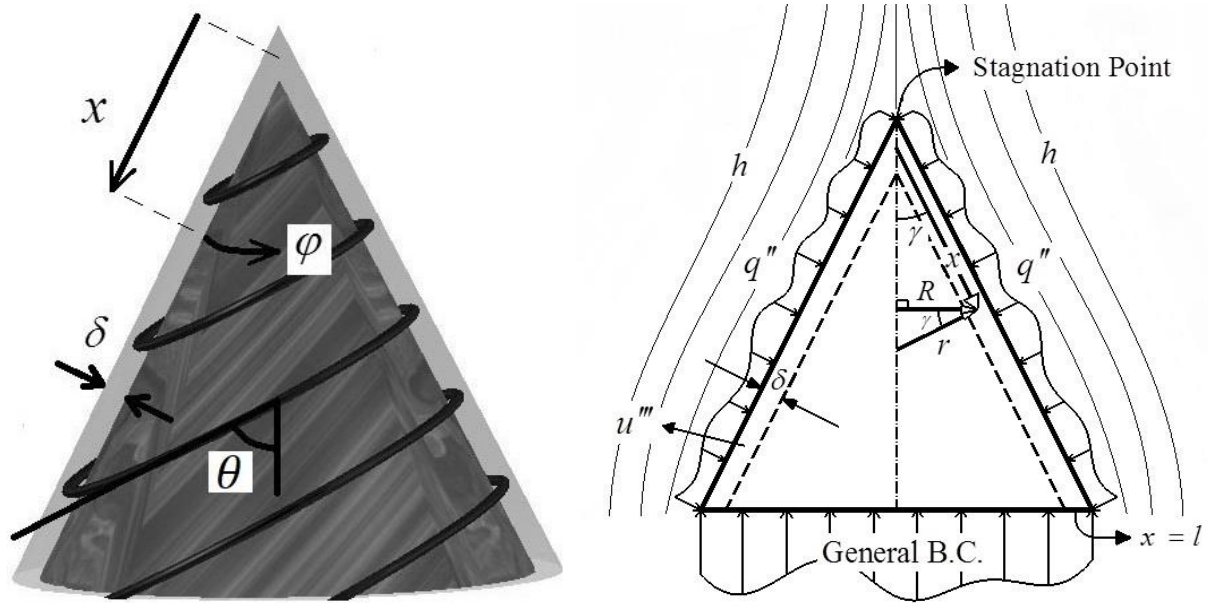 x
φ
δ
θ
Stagnation Point
h
h
γ
x
q"
q"
R
γ
r
δ
u‴
General B.C.
x = l